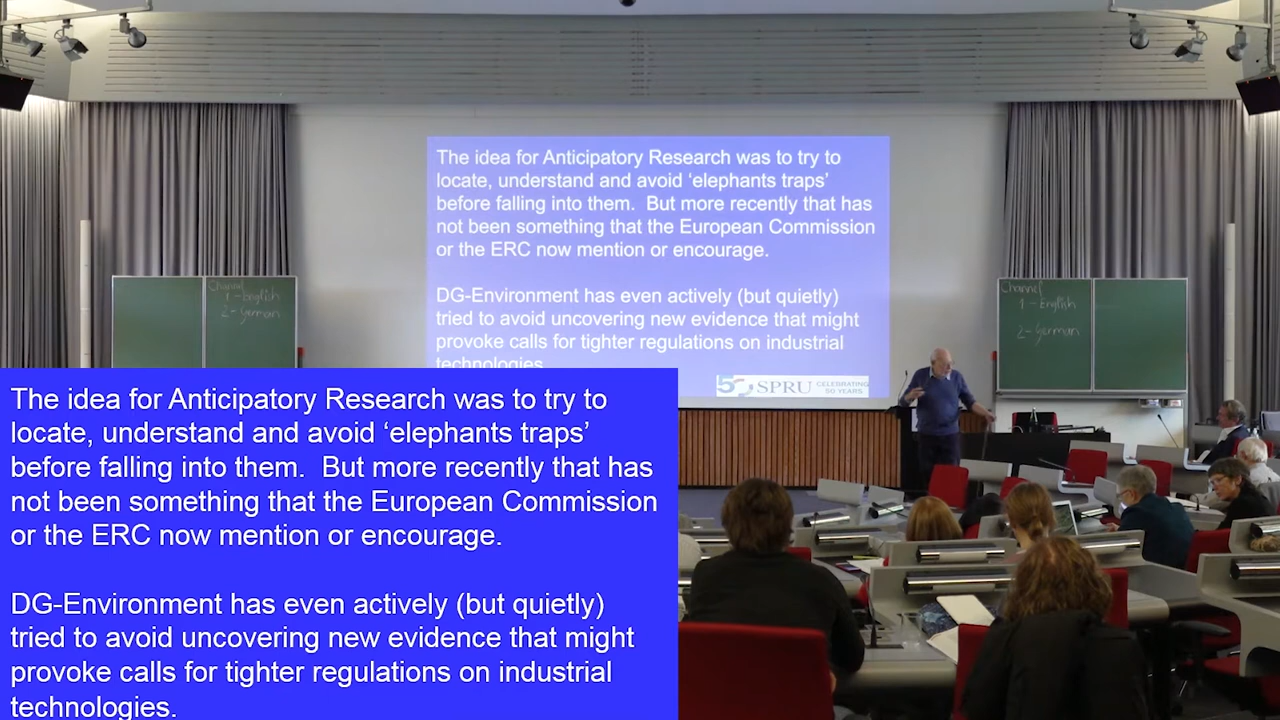 The idea for Anticipatory Research was to try to
locate, understand and avoid ‘elephants traps’
before falling into them.  But more recently that has
not been something that the European Commission
or the ERC now mention or encourage.
DG-Environment has even actively (but quietly)
tried to avoid uncovering new evidence that might
provoke calls for tighter regulations on industrial
technologies
50 SPRU CELEBRATING
50 YEARS
Channel
1 - English
2 - German
Channel
1 - English
2 - German
The idea for Anticipatory Research was to try to
locate, understand and avoid ‘elephants traps’
before falling into them.  But more recently that has
not been something that the European Commission
or the ERC now mention or encourage.
DG-Environment has even actively (but quietly)
tried to avoid uncovering new evidence that might
provoke calls for tighter regulations on industrial
technologies.